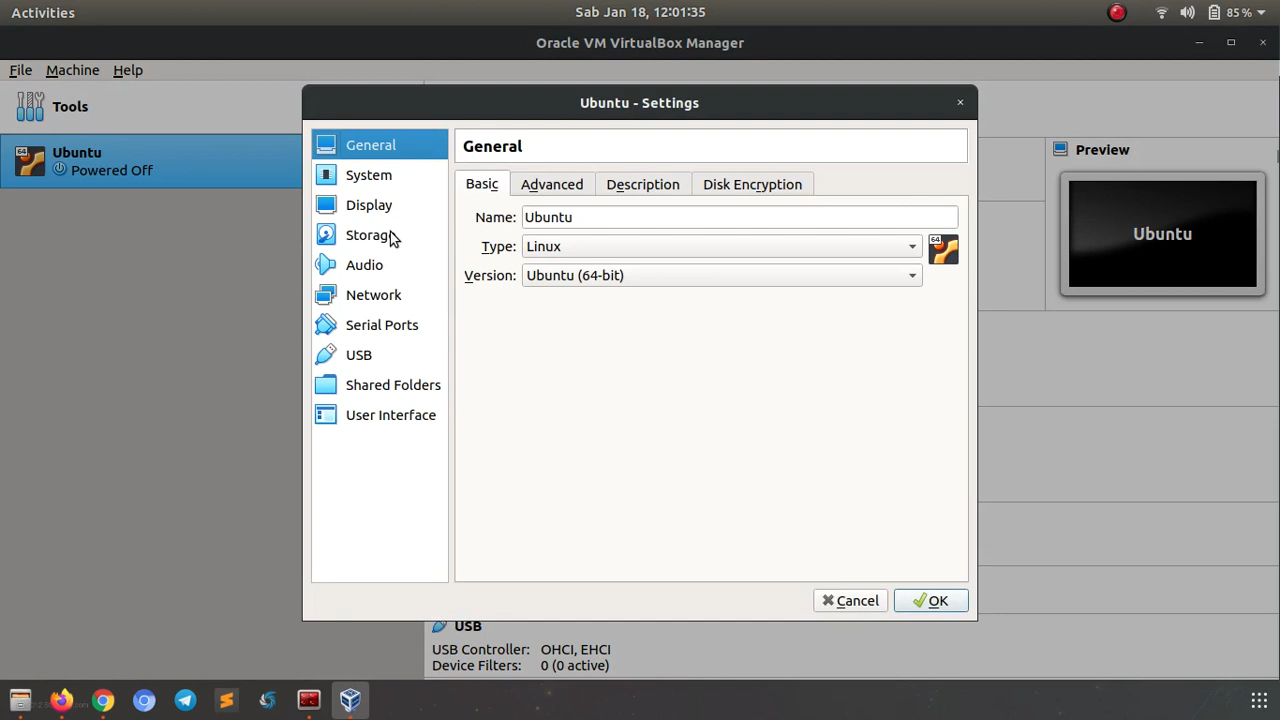 Activities
Sab Jan 18, 12:01:35
85%
Oracle VM VirtualBox Manager
File Machine Help
Tools
Ubuntu
Powered Off
Ubuntu - Settings
General
System
Display
Storage
Audio
Network
Serial Ports
USB
Shared Folders
User Interface
General
Basic Advanced Description Disk Encryption
Name: Ubuntu
Type: Linux
64
Version: Ubuntu (64-bit)
Cancel OK
Preview
Ubuntu
USB
USB Controller: OHCI, EHCI
Device Filters: 0 (0 active)